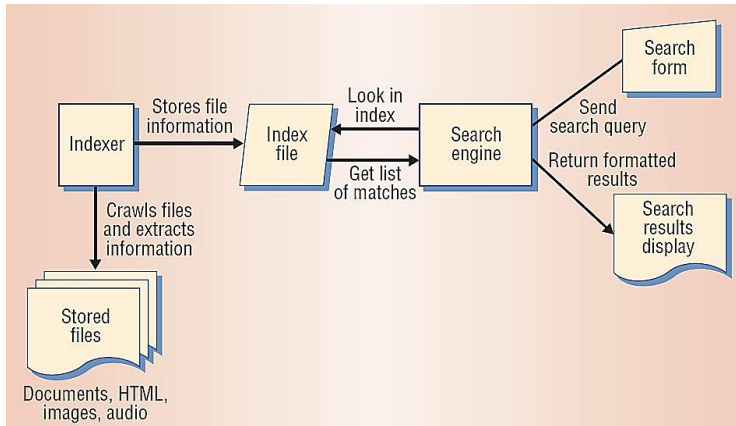 Search
form
Look in
index
Stores file
information
Send
search query
Indexer
Index
file
Search
engine
Return formatted
results
Get list
of matches
Crawls files
and extracts
information
Search
results
display
Stored
files
Documents, HTML,
images, audio